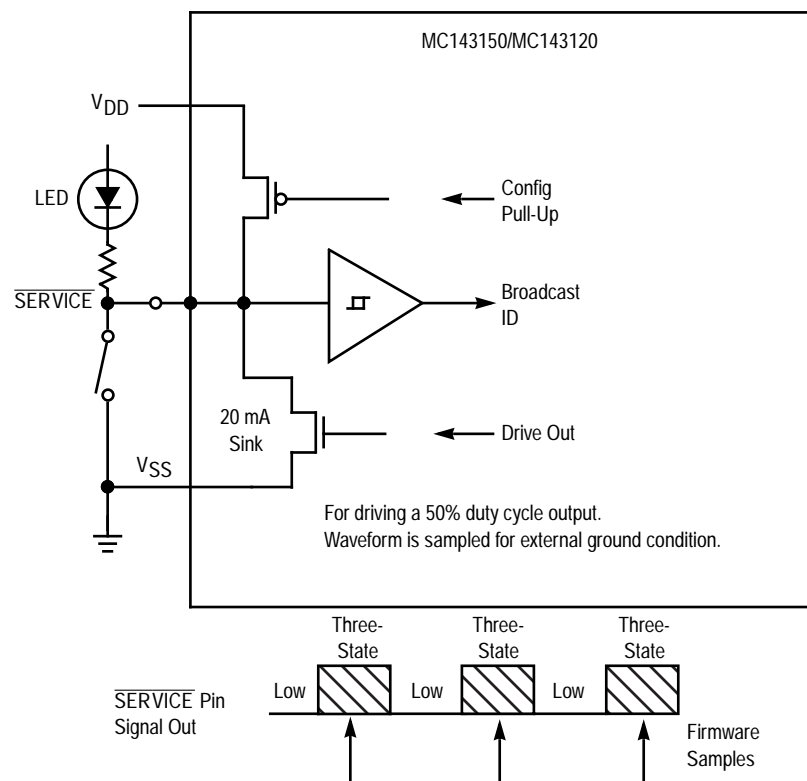 MC143150/MC143120
VDD
LED
Config
Pull-Up
SERVICE
Broadcast
ID
20 mA
Sink
Drive Out
VSS
For driving a 50% duty cycle output.
Waveform is sampled for external ground condition.
Three-
State
Three-
State
Three-
State
SERVICE Pin
Signal Out
Low
Low
Low
Firmware
Samples